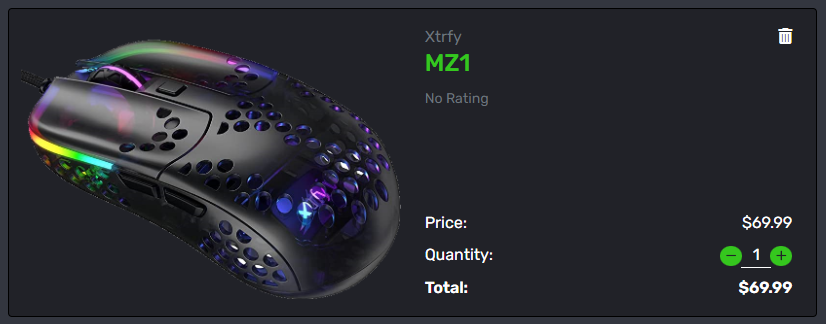 Xtrfy
MZ1
No Rating
Price: $69.99
Quantity: − 1 +
Total: $69.99